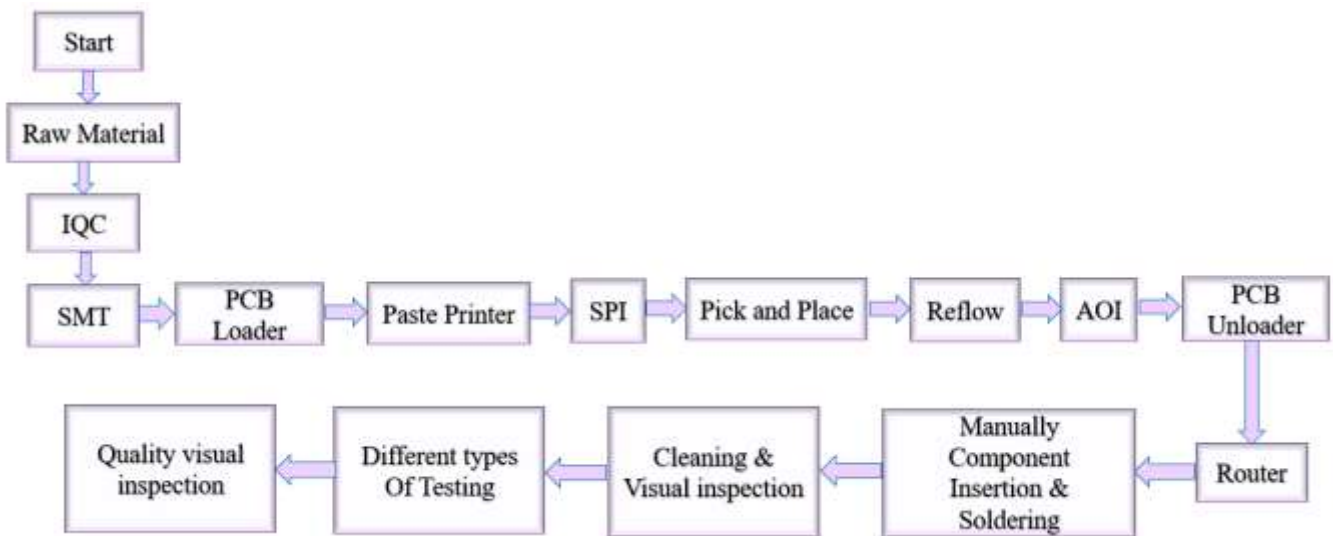 Start
Raw Material
IQC
SMT
PCB
Loader
Paste Printer
SPI
Pick and Place
Reflow
AOI
PCB
Unloader
Router
Manually
Component
Insertion &
Soldering
Cleaning &
Visual inspection
Different types
Of Testing
Quality visual
inspection